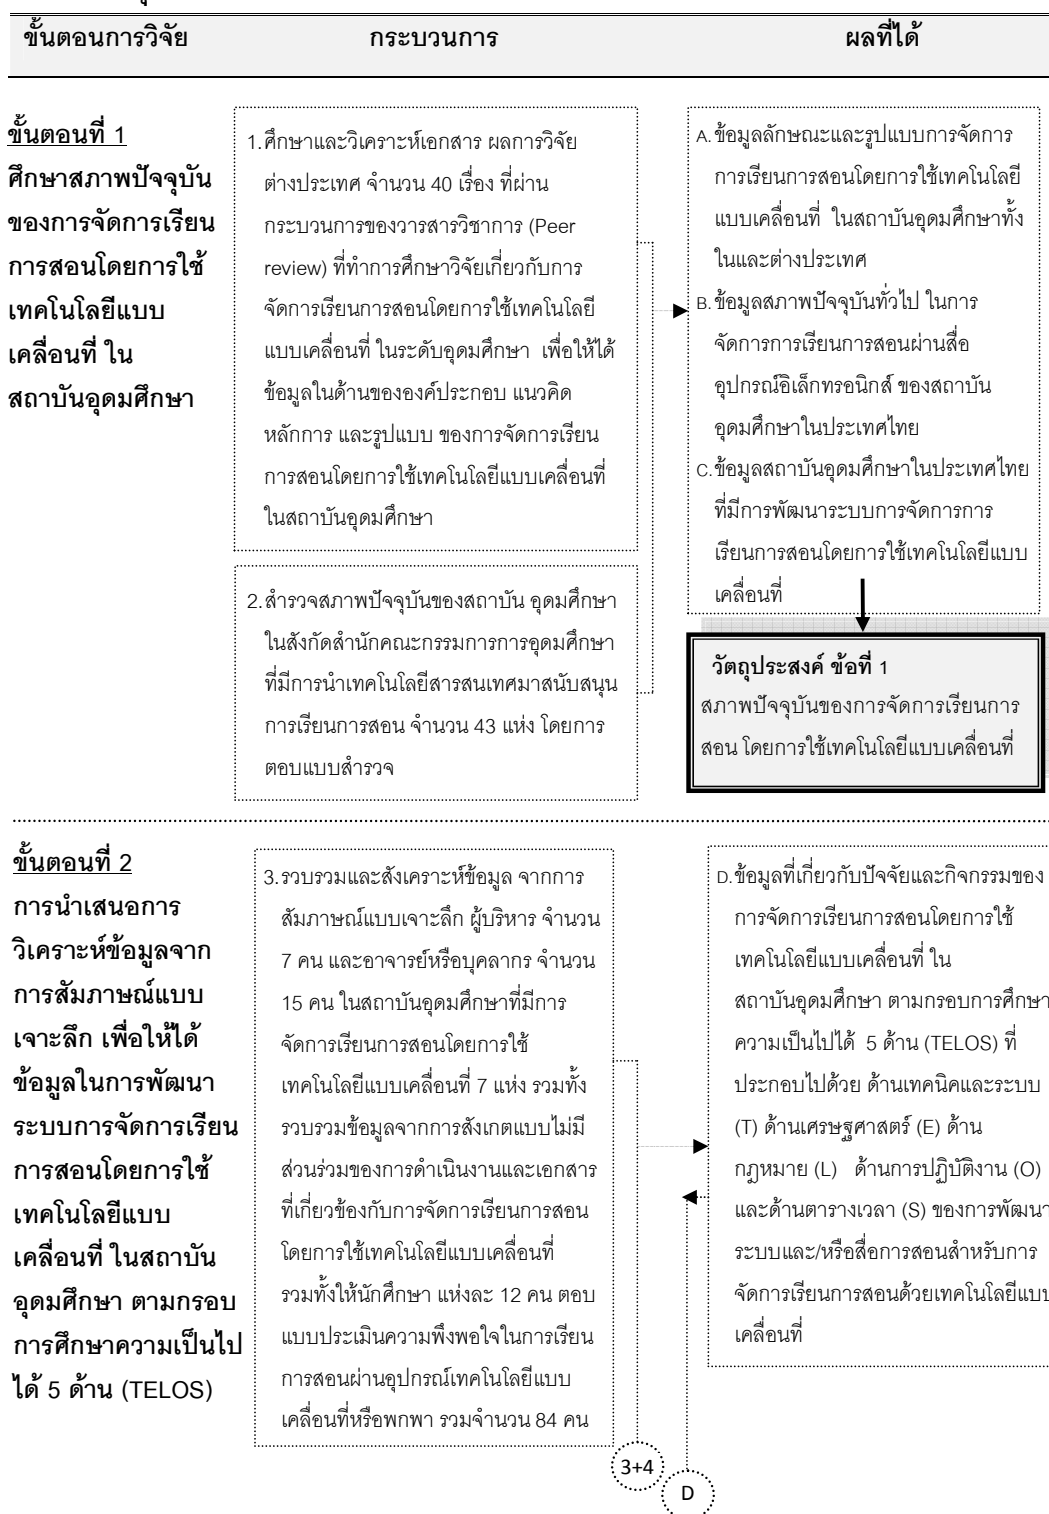 ขั้นตอนการวิจัย กระบวนการ ผลที่ได้
ขั้นตอนที่ 1
ศึกษาสภาพปัจจุบัน
ของการจัดการเรียน
การสอนโดยการใช้
เทคโนโลยีแบบ
เคลื่อนที่ ใน
สถาบันอุดมศึกษา
1.ศึกษาและวิเคราะห์เอกสาร ผลการวิจัย
ต่างประเทศ จำนวน 40 เรื่อง ที่ผ่าน
กระบวนการของวารสารวิชาการ (Peer
review) ที่ทำการศึกษาวิจัยเกี่ยวกับการ
จัดการเรียนการสอนโดยการใช้เทคโนโลยี
แบบเคลื่อนที่ ในระดับอุดมศึกษา เพื่อให้ได้
ข้อมูลในด้านขององค์ประกอบ แนวคิด
หลักการ และรูปแบบ ของการจัดการเรียน
การสอนโดยการใช้เทคโนโลยีแบบเคลื่อนที่
ในสถาบันอุดมศึกษา
2.สำรวจสภาพปัจจุบันของสถาบัน อุดมศึกษา
ในสังกัดสำนักคณะกรรมการการอุดมศึกษา
ที่มีการนำเทคโนโลยีสารสนเทศมาสนับสนุน
การเรียนการสอน จำนวน 43 แห่ง โดยการ
ตอบแบบสำรวจ
A.ข้อมูลลักษณะและรูปแบบการจัดการ
การเรียนการสอนโดยการใช้เทคโนโลยี
แบบเคลื่อนที่ ในสถาบันอุดมศึกษาทั้ง
ในและต่างประเทศ
B.ข้อมูลสภาพปัจจุบันทั่วไป ในการ
จัดการการเรียนการสอนผ่านสื่อ
อุปกรณ์อิเล็กทรอนิกส์ ของสถาบัน
อุดมศึกษาในประเทศไทย
C.ข้อมูลสถาบันอุดมศึกษาในประเทศไทย
ที่มีการพัฒนาระบบการจัดการการ
เรียนการสอนโดยการใช้เทคโนโลยีแบบ
เคลื่อนที่
วัตถุประสงค์ ข้อที่ 1
สภาพปัจจุบันของการจัดการเรียนการ
สอน โดยการใช้เทคโนโลยีแบบเคลื่อนที่
ขั้นตอนที่ 2
การนำเสนอการ
วิเคราะห์ข้อมูลจาก
การสัมภาษณ์แบบ
เจาะลึก เพื่อให้ได้
ข้อมูลในการพัฒนา
ระบบการจัดการเรียน
การสอนโดยการใช้
เทคโนโลยีแบบ
เคลื่อนที่ ในสถาบัน
อุดมศึกษา ตามกรอบ
การศึกษาความเป็นไป
ได้ 5 ด้าน (TELOS)
3.รวบรวมและสังเคราะห์ข้อมูล จากการ
สัมภาษณ์แบบเจาะลึก ผู้บริหาร จำนวน
7 คน และอาจารย์หรือบุคลากร จำนวน
15 คน ในสถาบันอุดมศึกษาที่มีการ
จัดการเรียนการสอนโดยการใช้
เทคโนโลยีแบบเคลื่อนที่ 7 แห่ง รวมทั้ง
รวบรวมข้อมูลจากการสังเกตแบบไม่มี
ส่วนร่วมของการดำเนินงานและเอกสาร
ที่เกี่ยวข้องกับการจัดการเรียนการสอน
โดยการใช้เทคโนโลยีแบบเคลื่อนที่
รวมทั้งให้นักศึกษา แห่งละ 12 คน ตอบ
แบบประเมินความพึงพอใจในการเรียน
การสอนผ่านอุปกรณ์เทคโนโลยีแบบ
เคลื่อนที่หรือพกพา รวมจำนวน 84 คน
D.ข้อมูลที่เกี่ยวกับปัจจัยและกิจกรรมของ
การจัดการเรียนการสอนโดยการใช้
เทคโนโลยีแบบเคลื่อนที่ ใน
สถาบันอุดมศึกษา ตามกรอบการศึกษา
ความเป็นไปได้ 5 ด้าน (TELOS) ที่
ประกอบไปด้วย ด้านเทคนิคและระบบ
(T) ด้านเศรษฐศาสตร์ (E) ด้าน
กฎหมาย (L) ด้านการปฏิบัติงาน (O)
และด้านตารางเวลา (S) ของการพัฒนา
ระบบและ/หรือสื่อการสอนสำหรับการ
จัดการเรียนการสอนด้วยเทคโนโลยีแบบ
เคลื่อนที่
3+4
D